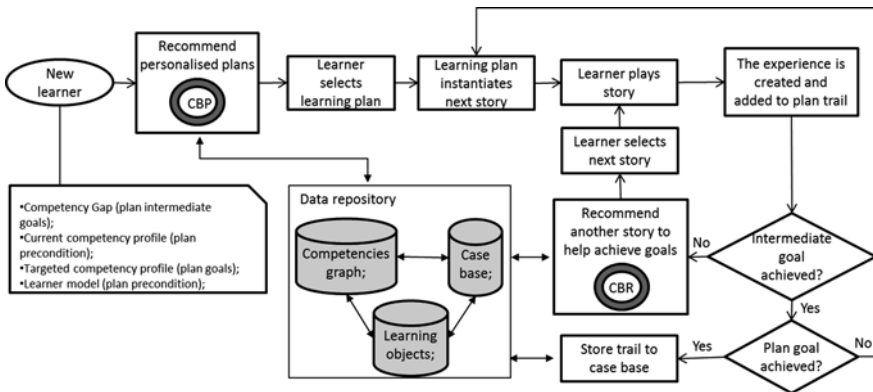 New
learner
Recommend
personalised plans
CBP
Learner
selects
learning plan
Learning plan
instantiates
next story
Learner plays
story
The experience is
created and
added to plan trail
Learner selects
next story
•Competency Gap (plan intermediate
goals);
•Current competency profile (plan
precondition);
•Targeted competency profile (plan goals);
•Learner model (plan precondition);
Data repository
Competencies
graph;
Case
base;
Learning
objects;
Recommend
another story to
help achieve goals
CBR
No
Intermediate
goal
achieved?
Yes
Store trail to
case base
Yes
Plan goal
achieved?
No